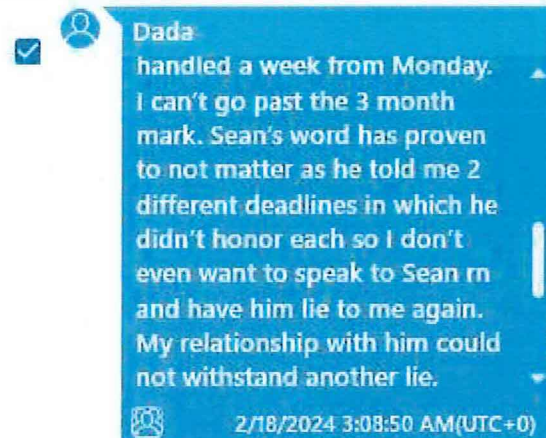 Dada
handled a week from Monday.
I can't go past the 3 month
mark. Sean's word has proven
to not matter as he told me 2
different deadlines in which he
didn't honor each so I don't
even want to speak to Sean rn
and have him lie to me again.
My relationship with him could
not withstand another lie.
2/18/2024 3:08:50 AM(UTC+0)